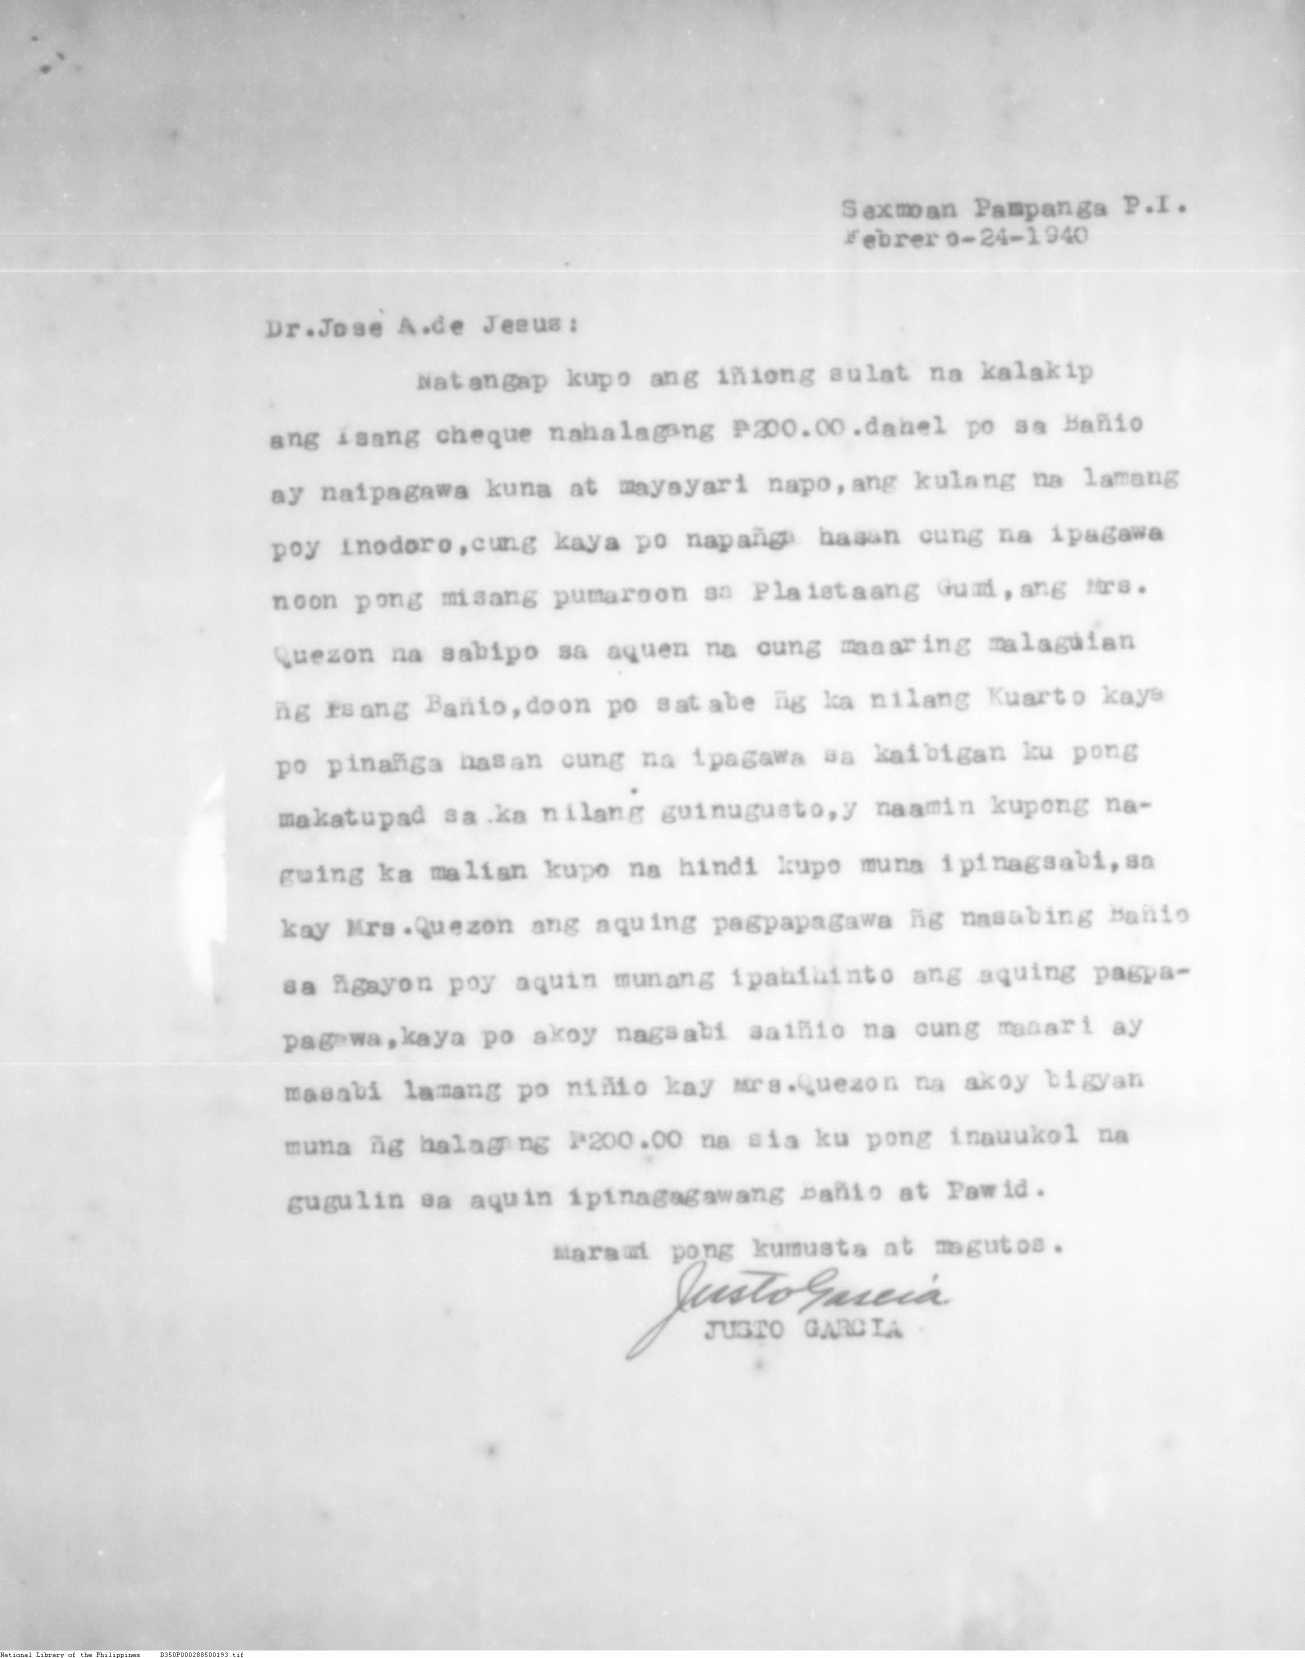 Sexmoan Pampanga P.I.
Febrero-24-1940
Dr.Jose A.de Jesus:
Natangap kupo ang iñiong sulat na kalakip
ang isang cheque nahalagang ₱200.00.dahel po sa Bañio
ay naipagawa kuna at mayayari napo,ang kulang na lamang
poy inodoro,cung kaya po napañga hasan cung na ipagawa
noon pong misang pumaroon sa Plaistaang Gumi,ang Mrs.
Quezon na sabipo sa aquen na cung maaaring malaguian
ñg isang Bañio,doon po satabe ñg ka nilang Kuarto kaya
po pinañga hasan cung na ipagawa sa kaibigan ku pong
makatupad sa ka nilang guinugusto,y naamin kupong na-
guing ka malian kupo na hindi kupo muna ipinagsabi,sa
kay Mrs.Quezon ang aquing pagpapagawa ñg nasabing Bañio
sa ñgayon poy aquin munang ipahihinto ang aquing pagpa-
pagawa,kaya po akoy nagsabi saiñio na cung maaari ay
masabi lamang po niñio kay Mrs.Quezon na akoy bigyan
muna ñg halagang ₱200.00 na sia ku pong inauukol na
gugulin sa aquin ipinagagawang Bañio at Pawid.
Marami pong kumusta at magutos.
Justo Garcia
JUSTO GARCIA
National Library of the Philippines D350P000288500193.tif